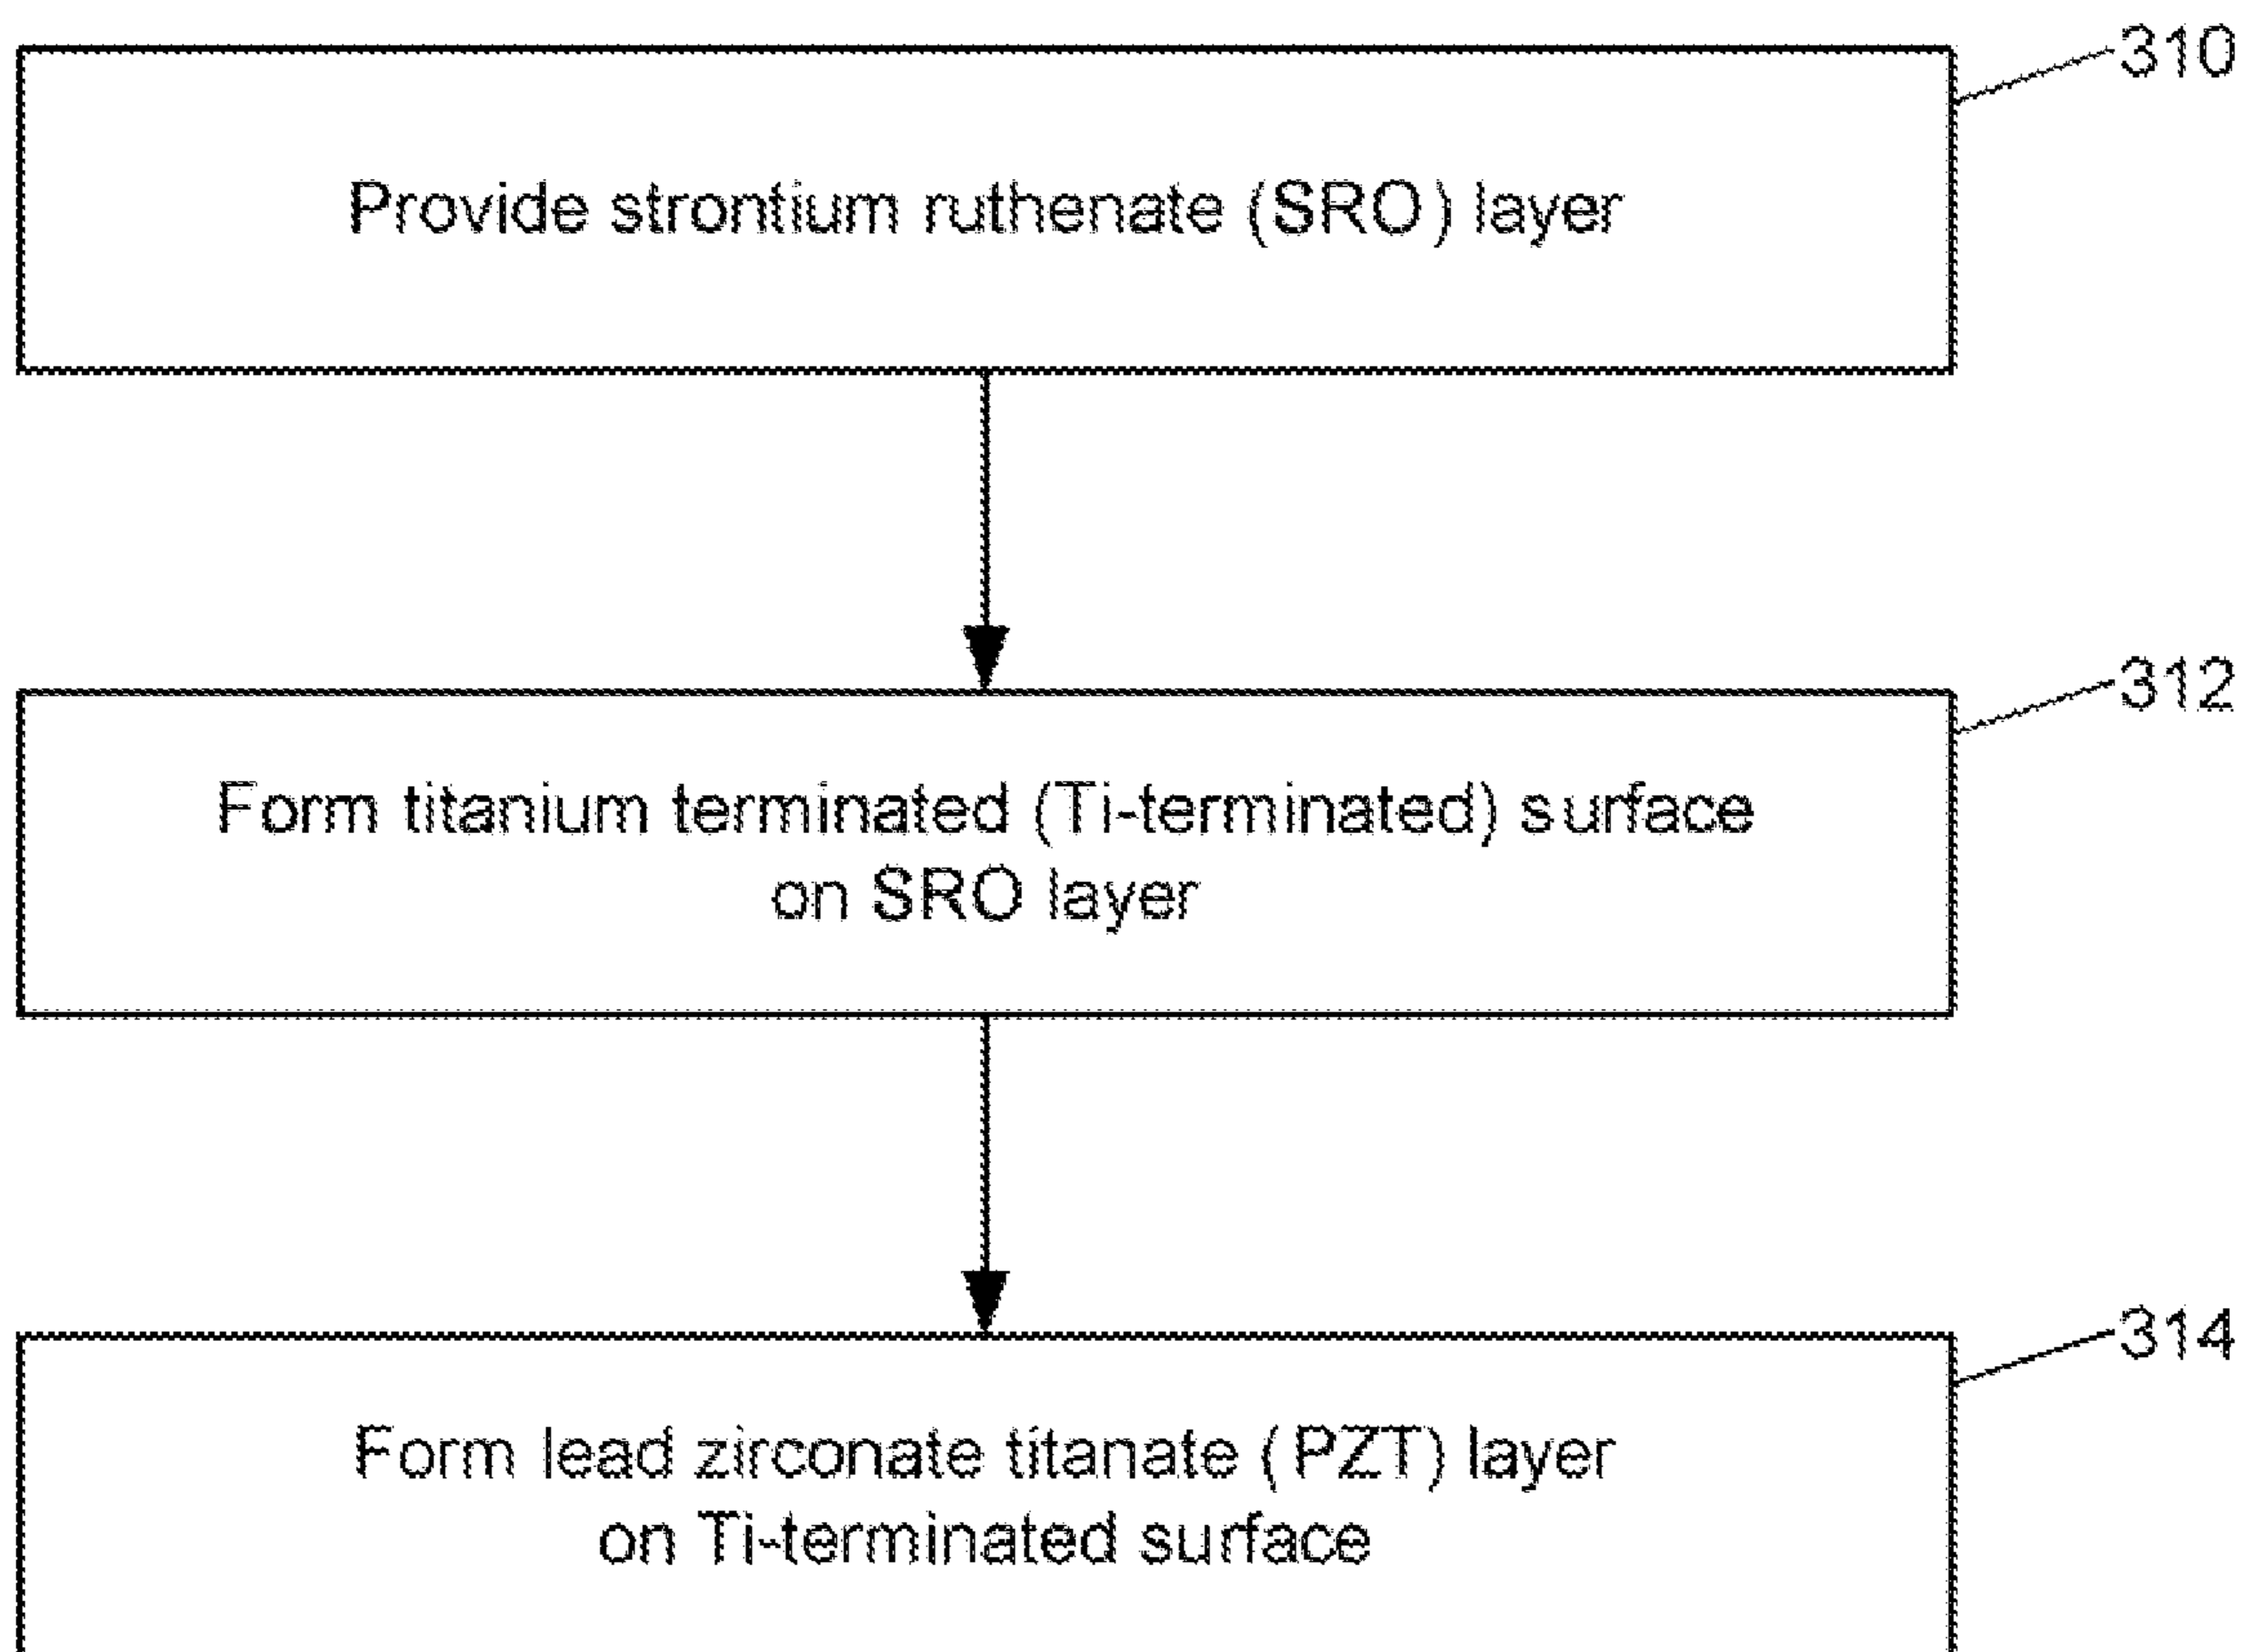 310
Provide strontium ruthenate (SRO) layer
312
Form titanium terminated (Ti-terminated) surface
on SRO layer
314
Form lead zirconate titanate (PZT) layer
on Ti-terminated surface